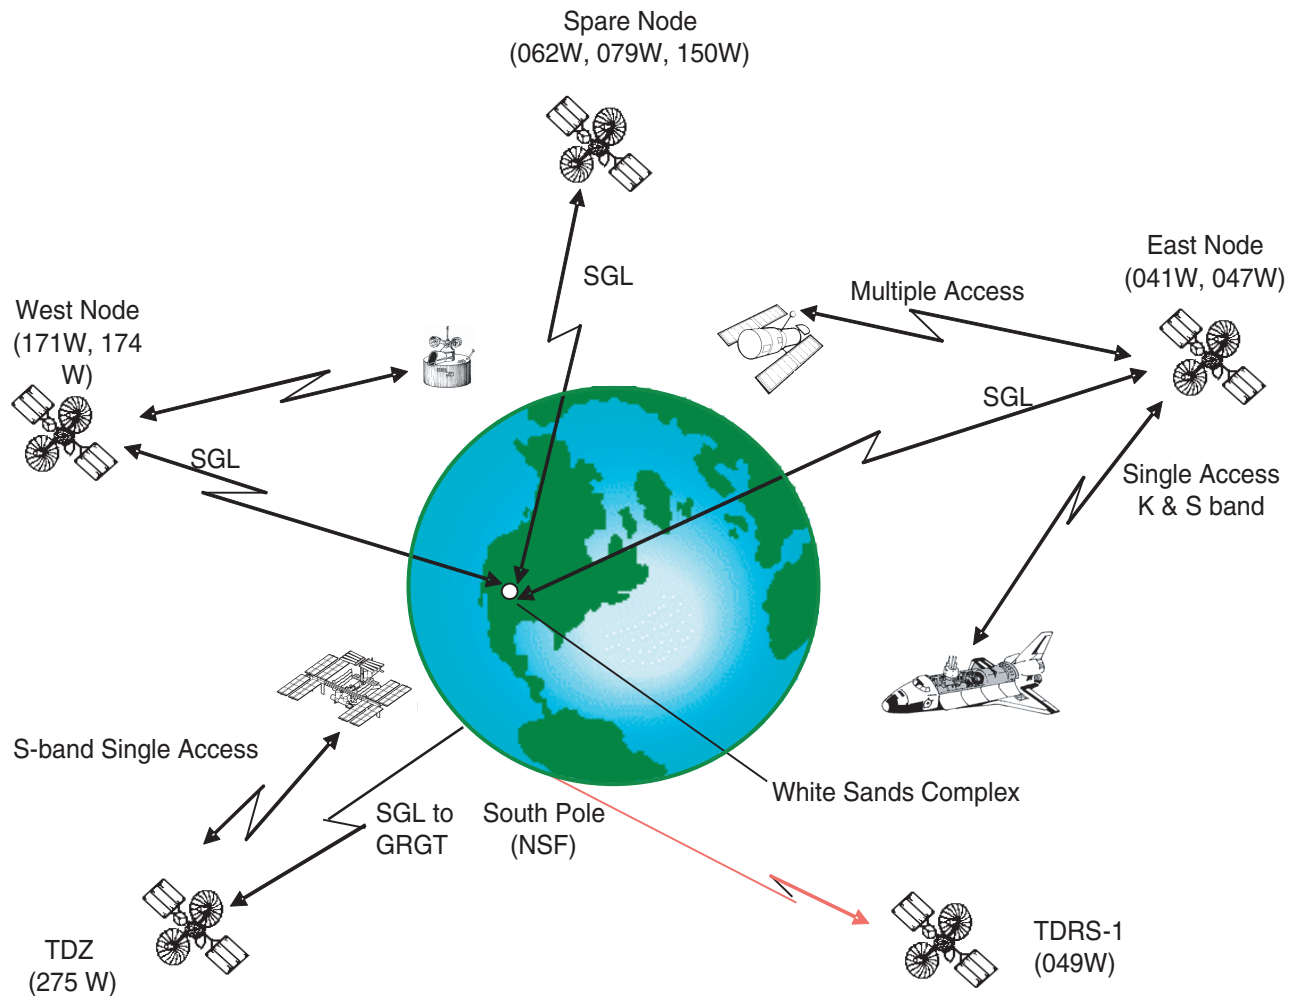 Spare Node
(062W, 079W, 150W)
East Node
(041W, 047W)
SGL
Multiple Access
West Node
(171W, 174
W)
SGL
SGL
Single Access
K & S band
S-band Single Access
White Sands Complex
SGL to
GRGT
South Pole
(NSF)
TDZ
(275 W)
TDRS-1
(049W)